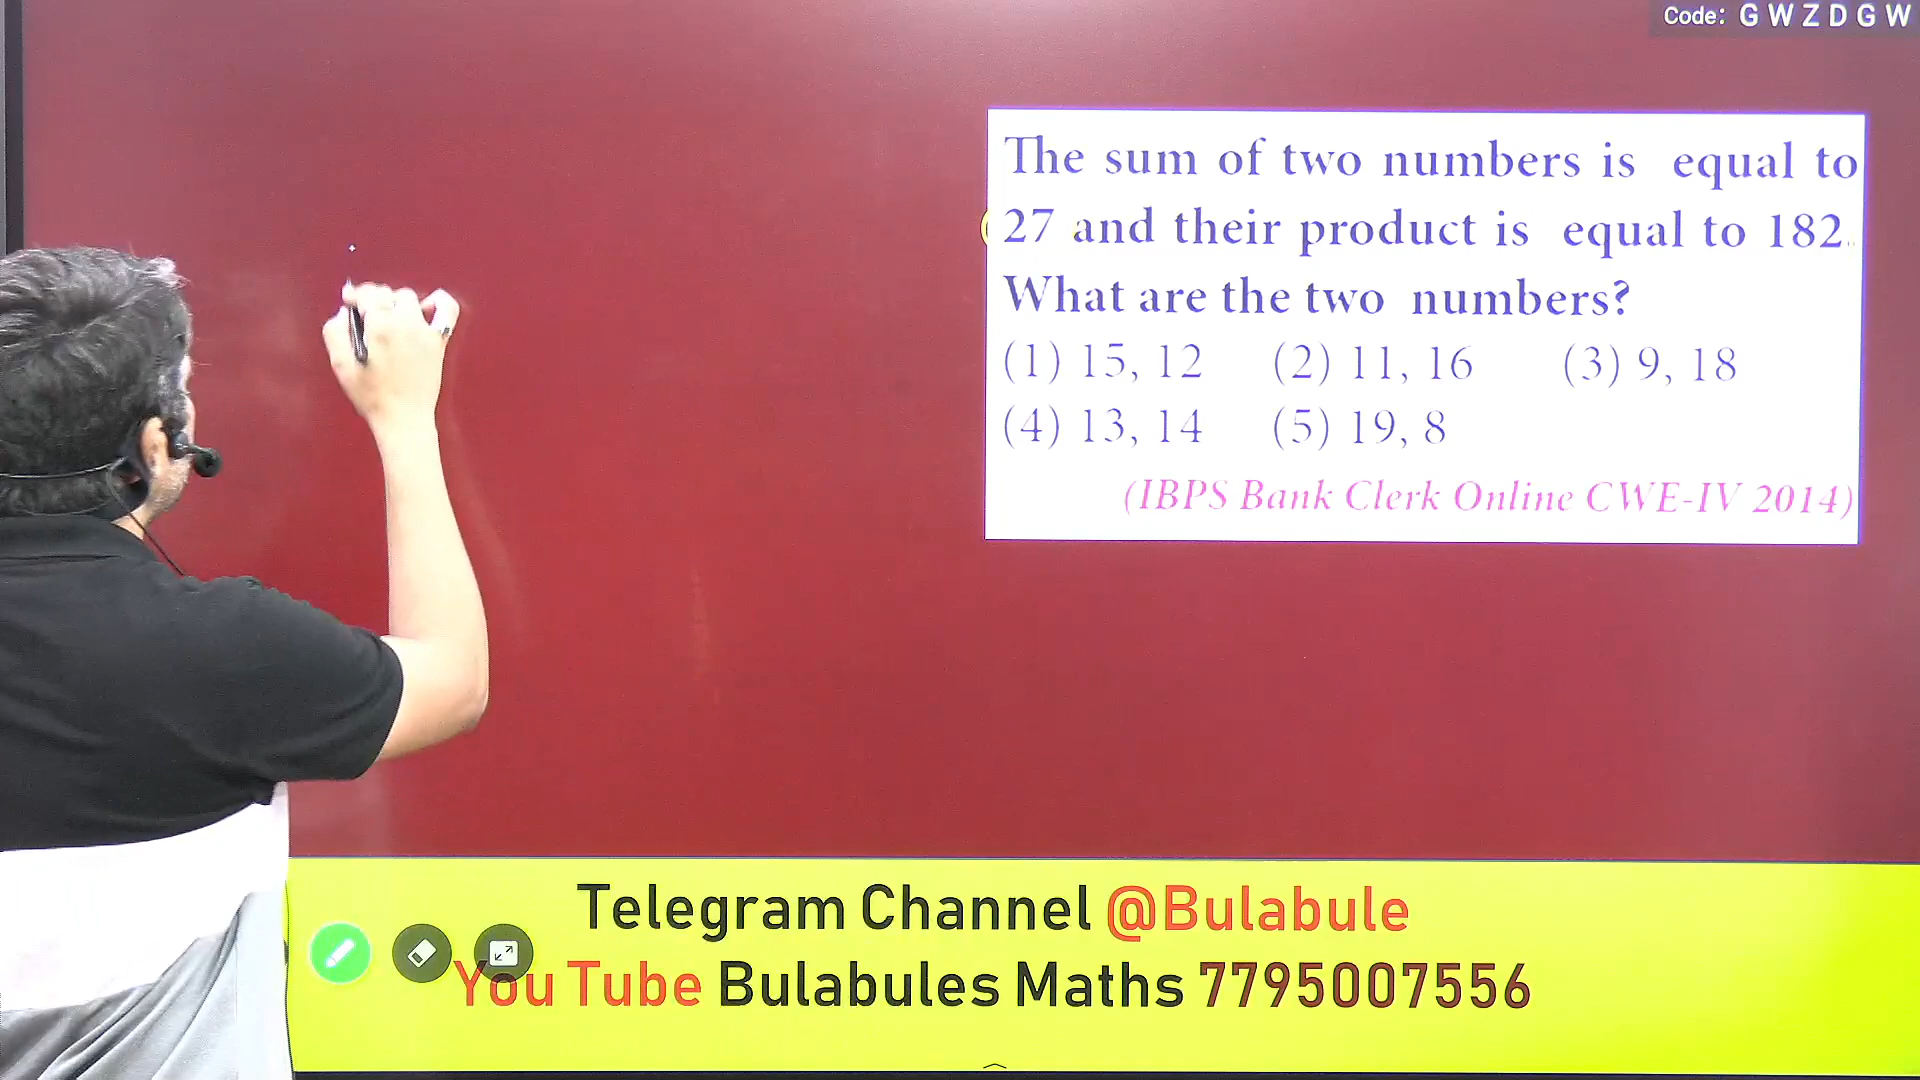 Code: G W Z D G W
The sum of two numbers is equal to
27 and their product is equal to 182.
What are the two numbers?
(1) 15, 12 (2) 11, 16 (3) 9, 18
(4) 13, 14 (5) 19, 8
(IBPS Bank Clerk Online CWE-IV 2014)
Telegram Channel @Bulabule
You Tube Bulabules Maths 7795007556